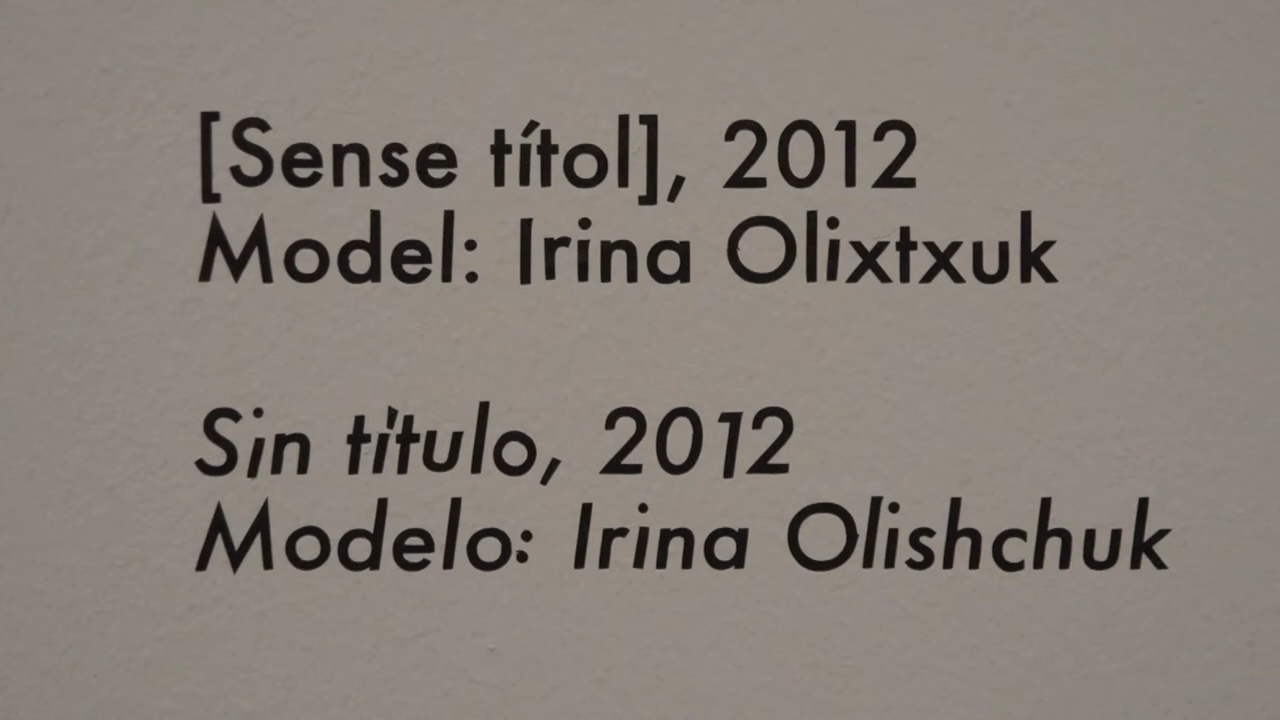 [Sense títol], 2012
Model: Irina Olixtxuk
Sin título, 2012
Modelo: Irina Olishchuk